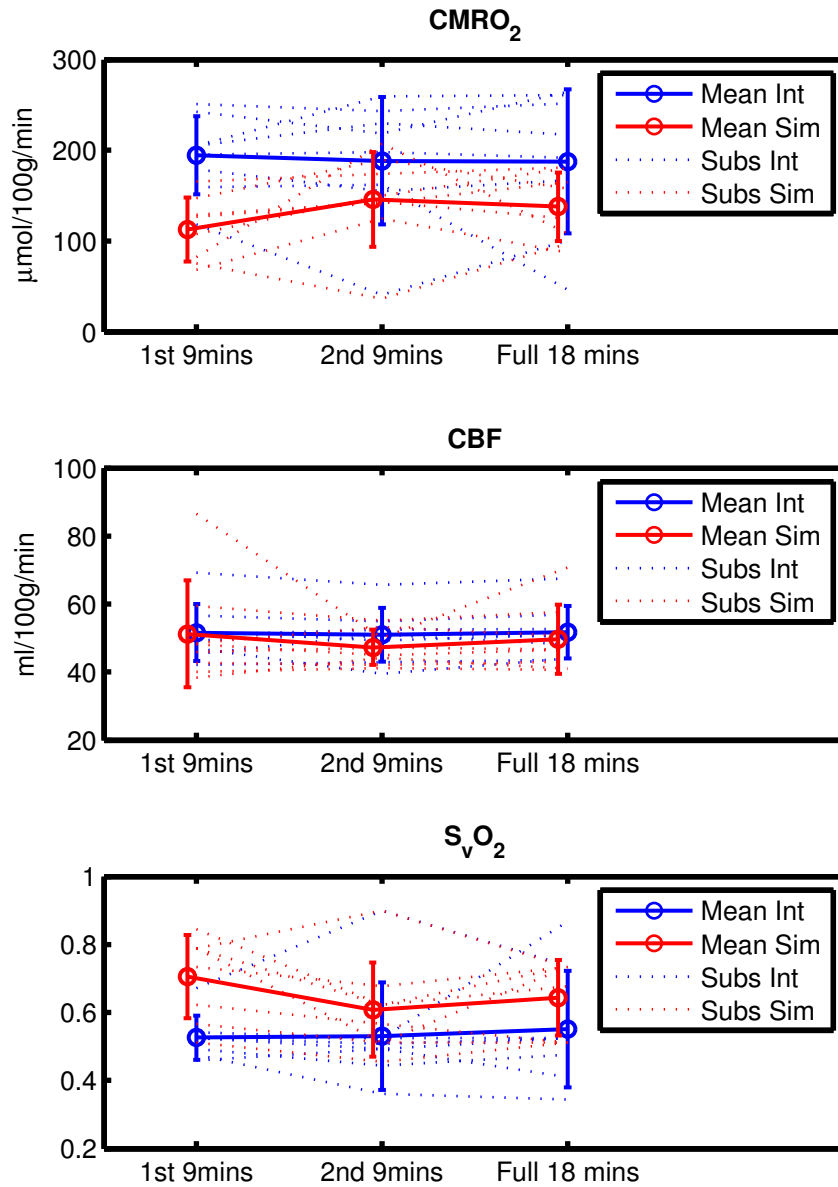 CMRO2
300
200
100
0
μmol/100g/min
1st 9mins 2nd 9mins Full 18 mins
Mean Int
Mean Sim
Subs Int
Subs Sim
CBF
100
80
60
40
20
ml/100g/min
1st 9mins 2nd 9mins Full 18 mins
Mean Int
Mean Sim
Subs Int
Subs Sim
SvO2
1
0.8
0.6
0.4
0.2
1st 9mins 2nd 9mins Full 18 mins
Mean Int
Mean Sim
Subs Int
Subs Sim